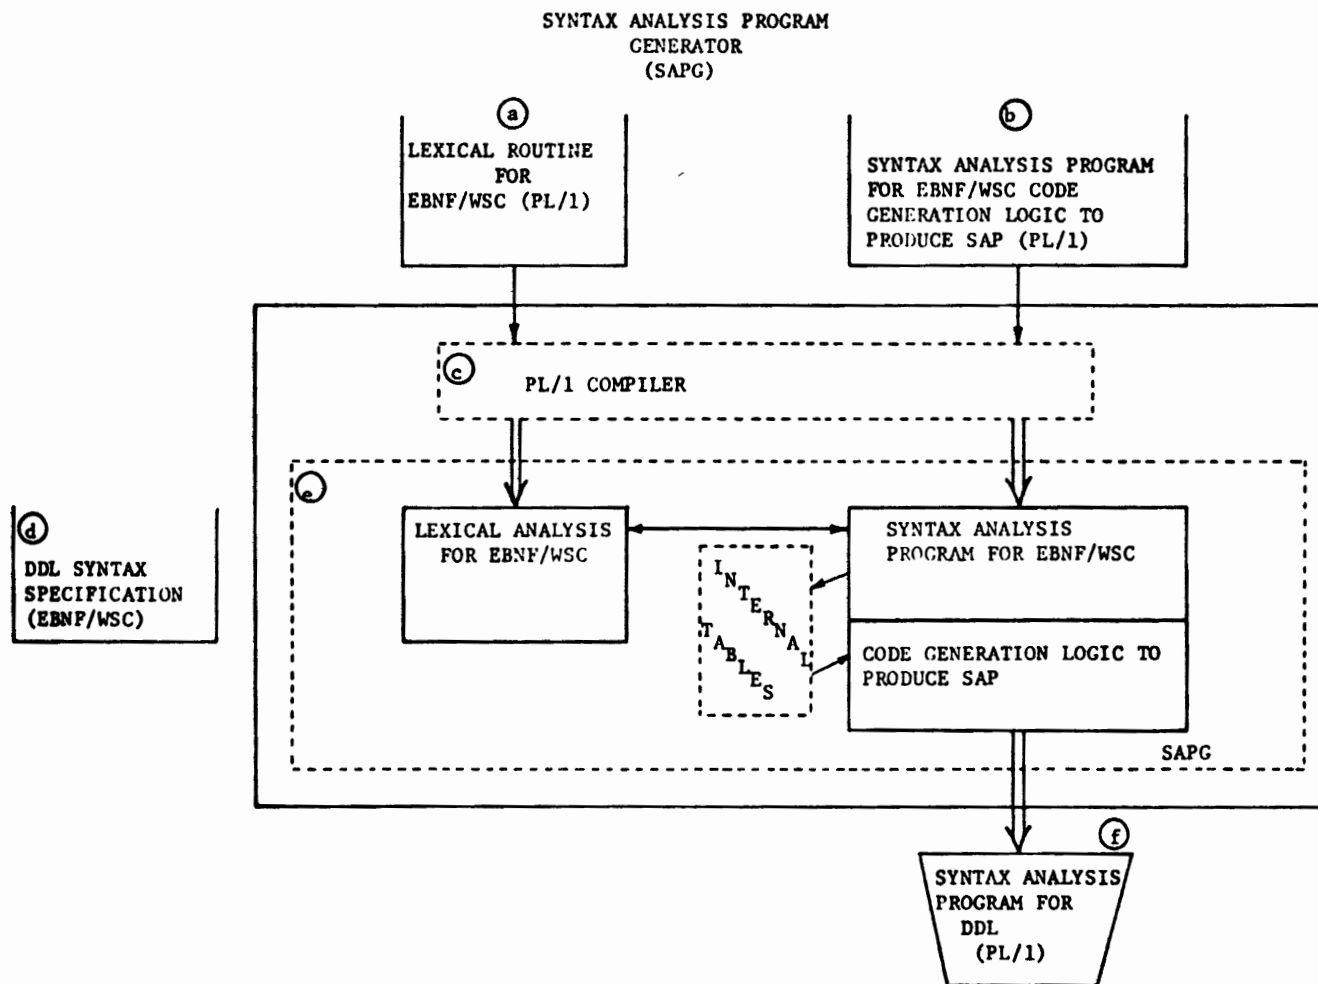 SYNTAX ANALYSIS PROGRAM
GENERATOR
(SAPG)
a
LEXICAL ROUTINE
FOR
EBNF/WSC (PL/1)
b
SYNTAX ANALYSIS PROGRAM
FOR EBNF/WSC CODE
GENERATION LOGIC TO
PRODUCE SAP (PL/1)
c
PL/1 COMPILER
d
DDL SYNTAX
SPECIFICATION
(EBNF/WSC)
e
LEXICAL ANALYSIS
FOR EBNF/WSC
SYNTAX ANALYSIS
PROGRAM FOR EBNF/WSC
INTERNAL
TABLES
CODE GENERATION LOGIC TO
PRODUCE SAP
SAPG
f
SYNTAX ANALYSIS
PROGRAM FOR
DDL
(PL/1)